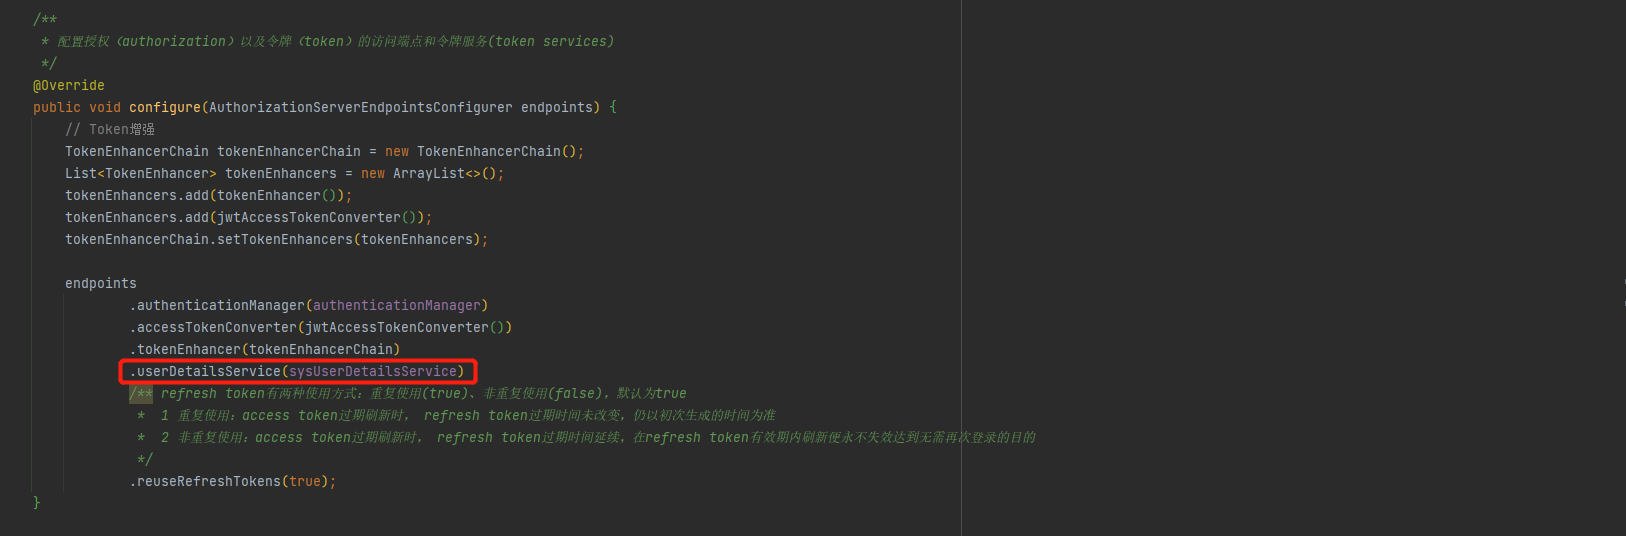 /**
 * 配置授权（authorization）以及令牌（token）的访问端点和令牌服务(token services)
 */
@Override
public void configure(AuthorizationServerEndpointsConfigurer endpoints) {
    // Token增强
    TokenEnhancerChain tokenEnhancerChain = new TokenEnhancerChain();
    List<TokenEnhancer> tokenEnhancers = new ArrayList<>();
    tokenEnhancers.add(tokenEnhancer());
    tokenEnhancers.add(jwtAccessTokenConverter());
    tokenEnhancerChain.setTokenEnhancers(tokenEnhancers);
    endpoints
            .authenticationManager(authenticationManager)
            .accessTokenConverter(jwtAccessTokenConverter())
            .tokenEnhancer(tokenEnhancerChain)
            .userDetailsService(sysUserDetailsService)
            /** refresh token有两种使用方式：重复使用(true)、非重复使用(false)，默认为true
             *  1 重复使用：access token过期刷新时， refresh token过期时间未改变，仍以初次生成的时间为准
             *  2 非重复使用：access token过期刷新时， refresh token过期时间延续，在refresh token有效期内刷新便永不失效达到无需再次登录的目的
             */
            .reuseRefreshTokens(true);
}